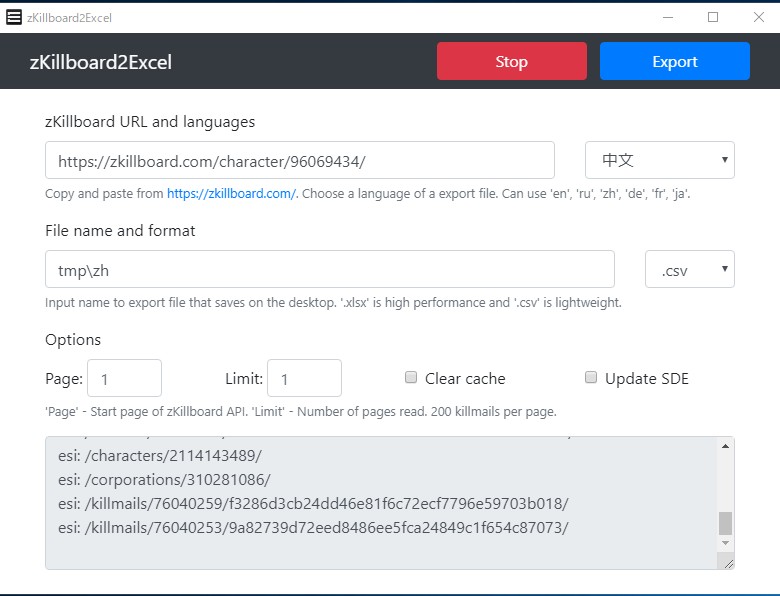 zKillboard2Excel
zKillboard2Excel Stop Export
zKillboard URL and languages
https://zkillboard.com/character/96069434/ 中文
Copy and paste from https://zkillboard.com/. Choose a language of a export file. Can use 'en', 'ru', 'zh', 'de', 'fr', 'ja'.
File name and format
tmp\zh .csv
Input name to export file that saves on the desktop. '.xlsx' is high performance and '.csv' is lightweight.
Options
Page: 1 Limit: 1 Clear cache Update SDE
'Page' - Start page of zKillboard API. 'Limit' - Number of pages read. 200 killmails per page.
esi: /characters/2114143489/
esi: /corporations/310281086/
esi: /killmails/76040259/f3286d3cb24dd46e81f6c72ecf7796e59703b018/
esi: /killmails/76040253/9a82739d72eed8486ee5fca24849c1f654c87073/